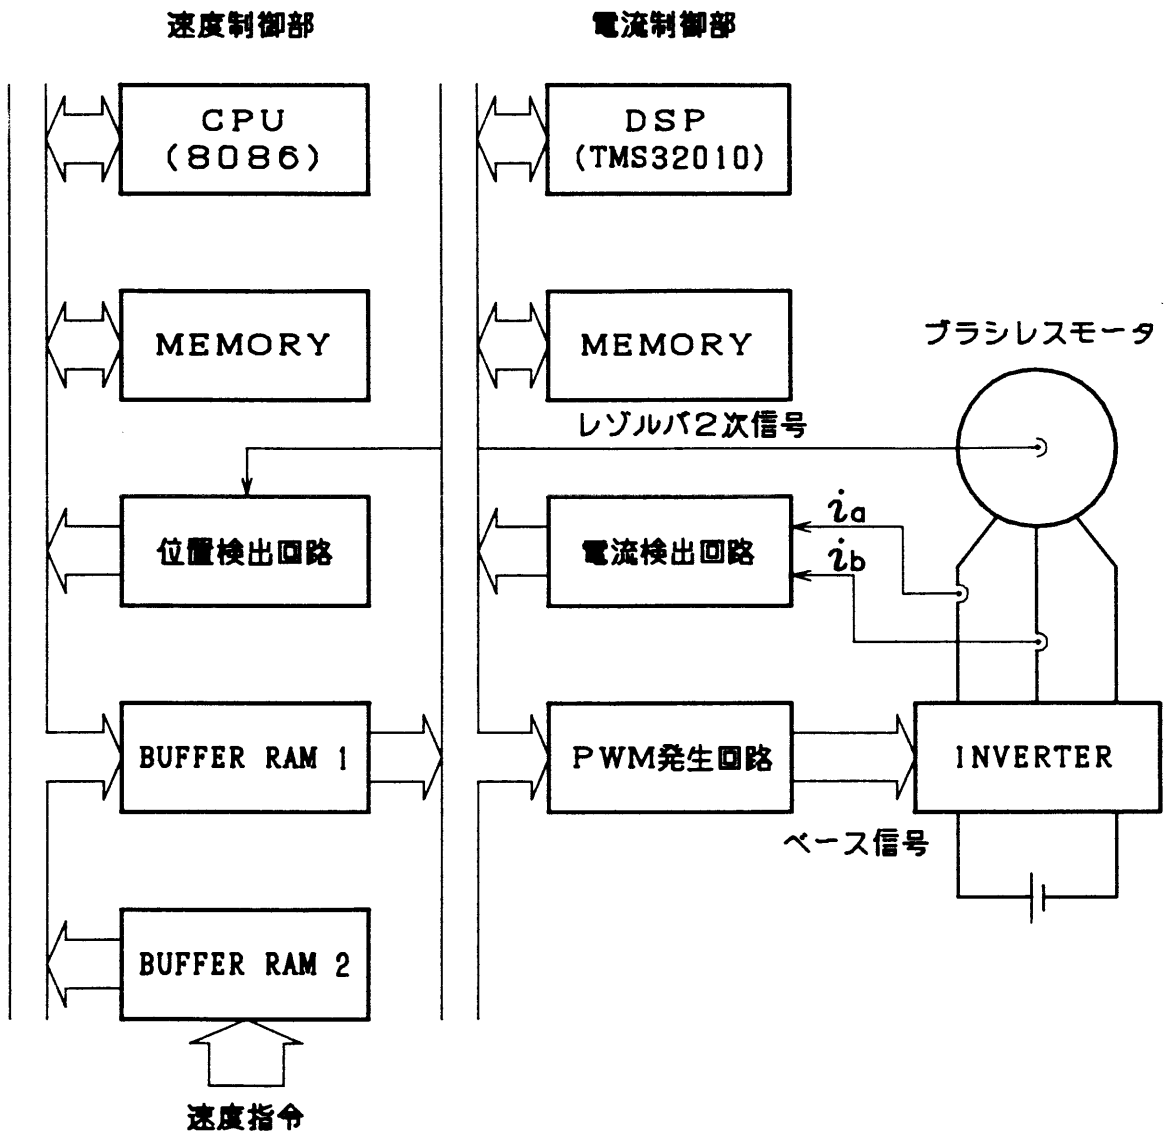 速度制御部
電流制御部
CPU
(8086)
DSP
(TMS32010)
MEMORY
MEMORY
ブラシレスモータ
レゾルバ2次信号
位置検出回路
電流検出回路
ia
ib
BUFFER RAM 1
PWM発生回路
INVERTER
ベース信号
BUFFER RAM 2
速度指令